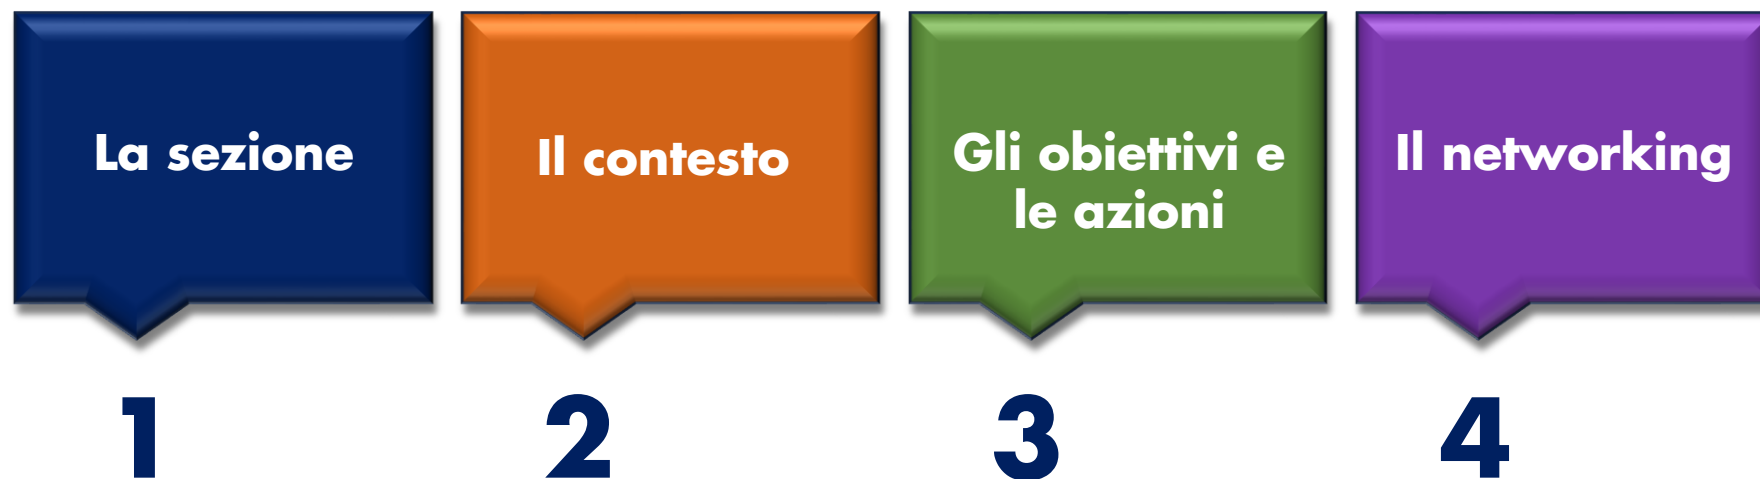 La sezione
Il contesto
Gli obiettivi e
le azioni
Il networking
1
2
3
4